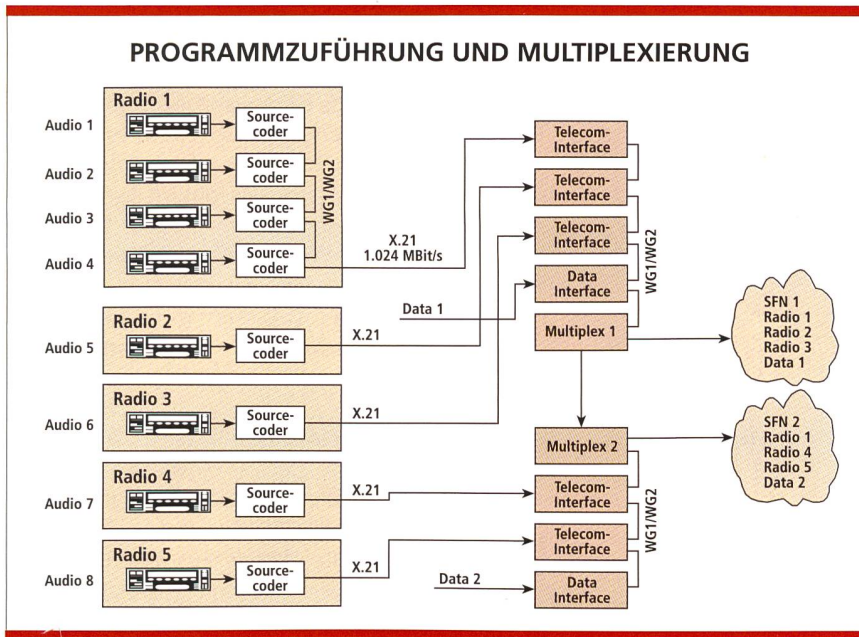 PROGRAMMZUFÜHRUNG UND MULTIPLEXIERUNG
Radio 1
Audio 1
Source-
coder
Audio 2
Source-
coder
Audio 3
Source-
coder
Audio 4
Source-
coder
WG1/WG2
X.21
1.024 MBit/s
Radio 2
Audio 5
Source-
coder
X.21
Radio 3
Audio 6
Source-
coder
X.21
Radio 4
Audio 7
Source-
coder
X.21
Radio 5
Audio 8
Source-
coder
X.21
Telecom-
Interface
Telecom-
Interface
Telecom-
Interface
Data 1
Data
Interface
WG1/WG2
Multiplex 1
SFN 1
Radio 1
Radio 2
Radio 3
Data 1
Multiplex 2
SFN 2
Radio 1
Radio 4
Radio 5
Data 2
Telecom-
Interface
Telecom-
Interface
WG1/WG2
Data 2
Data
Interface